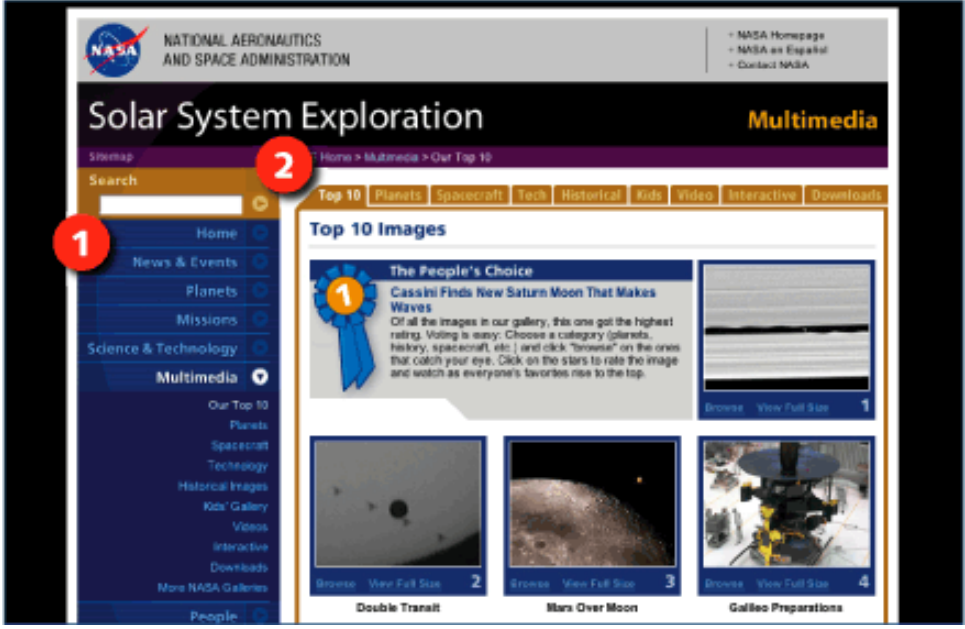 NASA
NATIONAL AERONAUTICS
AND SPACE ADMINISTRATION
+ NASA Homepage
+ NASA en Español
+ Contact NASA
Solar System Exploration
Multimedia
Sitemap
Home > Multimedia > Our Top 10
2
Search
1
Home
News & Events
Planets
Missions
Science & Technology
Multimedia
Our Top 10
Planets
Spacecraft
Technology
Historical Images
Kids' Gallery
Videos
Interactive
Downloads
More NASA Galleries
People
Top 10 Planets Spacecraft Tech Historical Kids Video Interactive Downloads
Top 10 Images
1
The People's Choice
Cassini Finds New Saturn Moon That Makes
Waves
Of all the images in our gallery, this one got the highest
rating. Voting is easy: Choose a category (planets,
history, spacecraft, etc.) and click "browse" on the ones
that catch your eye. Click on the stars to rate the image
and watch as everyone's favorites rise to the top.
Browse View Full Size 1
Browse View Full Size 2
Double Transit
Browse View Full Size 3
Mars Over Moon
Browse View Full Size 4
Galileo Preparations